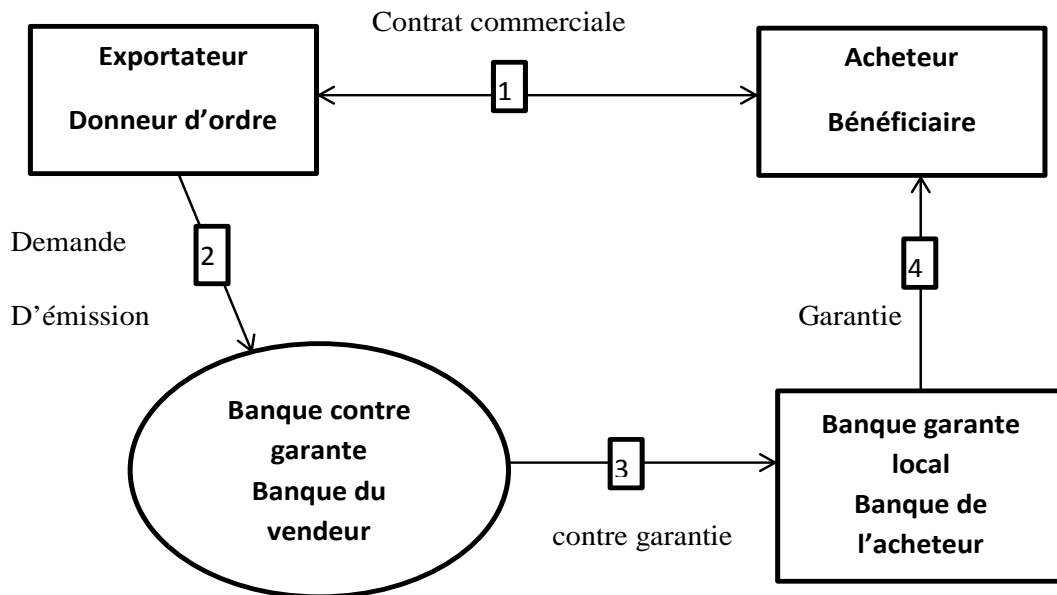 Contrat commerciale
Exportateur
Donneur d'ordre
1
Acheteur
Bénéficiaire
Demande
D'émission
2
4
Garantie
Banque contre
garante
Banque du
vendeur
3
contre garantie
Banque garante
local
Banque de
l'acheteur